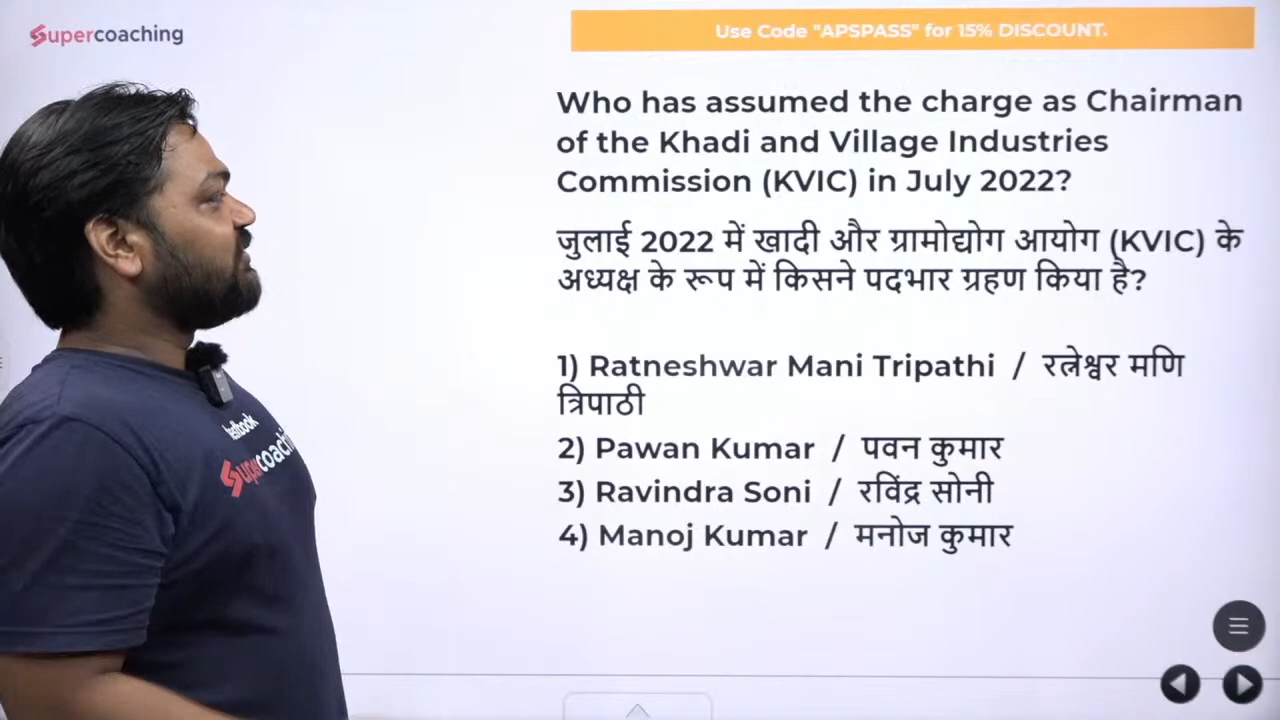 Supercoaching
Use Code "APSPASS" for 15% DISCOUNT.
Who has assumed the charge as Chairman
of the Khadi and Village Industries
Commission (KVIC) in July 2022?
जुलाई 2022 में खादी और ग्रामोद्योग आयोग (KVIC) के
अध्यक्ष के रूप में किसने पदभार ग्रहण किया है?
1) Ratneshwar Mani Tripathi / रत्नेश्वर मणि
त्रिपाठी
2) Pawan Kumar / पवन कुमार
3) Ravindra Soni / रविंद्र सोनी
4) Manoj Kumar / मनोज कुमार
testbook
Supercoachi